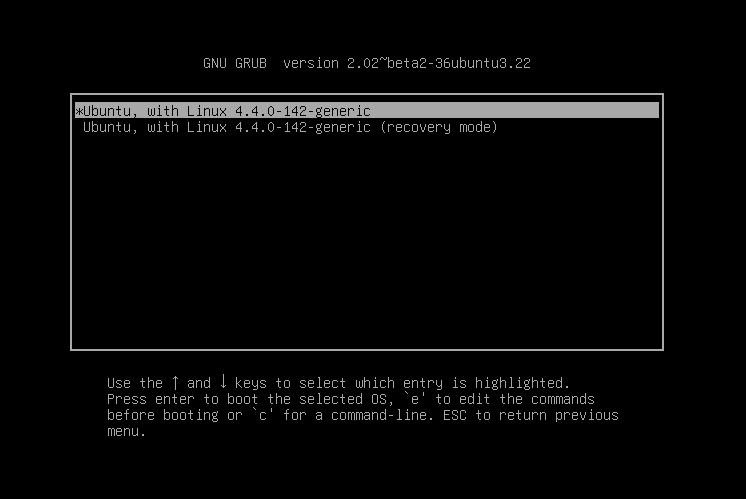 GNU GRUB  version 2.02~beta2-36ubuntu3.22
*Ubuntu, with Linux 4.4.0-142-generic
Ubuntu, with Linux 4.4.0-142-generic (recovery mode)
Use the ↑ and ↓ keys to select which entry is highlighted.
Press enter to boot the selected OS, `e' to edit the commands
before booting or `c' for a command-line. ESC to return previous
menu.